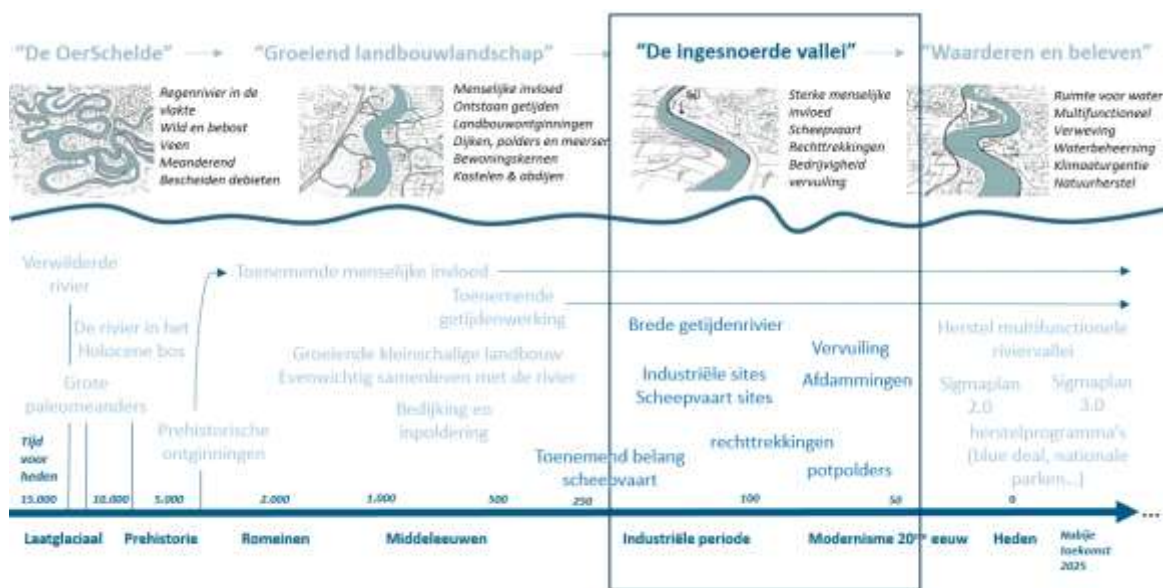 "De OerSchelde"
"Groeiend landbouwlandschap"
"De ingesnoerde vallei"
"Waarderen en beleven"
Regenrivier in de
vlakte
Wild en bebost
Veen
Meanderend
Bescheiden debieten
Menselijke invloed
Ontstaan getijden
Landbouwontginningen
Dijken, polders en meersen
Bewoningskernen
Kastelen & abdijen
Sterke menselijke
invloed
Scheepvaart
Rechttrekkingen
Bedrijvigheid
vervuiling
Ruimte voor water
Multifunctioneel
Verweving
Waterbeheersing
Klimaaturgentie
Natuurherstel
Verwilderde
rivier
De rivier in het
Holocene bos
Grote
paleomeanders
Prehistorische
ontginningen
Toenemende menselijke invloed
Toenemende
getijdenwerking
Groeiende kleinschalige landbouw
Evenwichtig samenleven met de rivier
Bedijking en
inpoldering
Toenemend belang
scheepvaart
Brede getijdenrivier
Industriële sites
Scheepvaart sites
rechttrekkingen
Vervuiling
Afdammingen
potpolders
Herstel multifunctionele
riviervallei
Sigmaplan
2.0
Sigmaplan
3.0
herstelprogramma's
(blue deal, nationale
parken...)
Tijd
voor
heden
15.000 10.000 5.000 2.000 1.000 500 250 100 50 0
...
Laatglaciaal Prehistorie Romeinen Middeleeuwen Industriële periode Modernisme 20ste eeuw Heden
Nabije
toekomst
2025